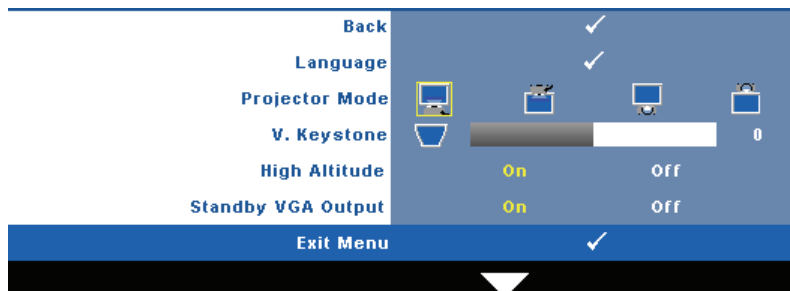 Back
Language
Projector Mode
V. Keystone 0
High Altitude On Off
Standby VGA Output On Off
Exit Menu